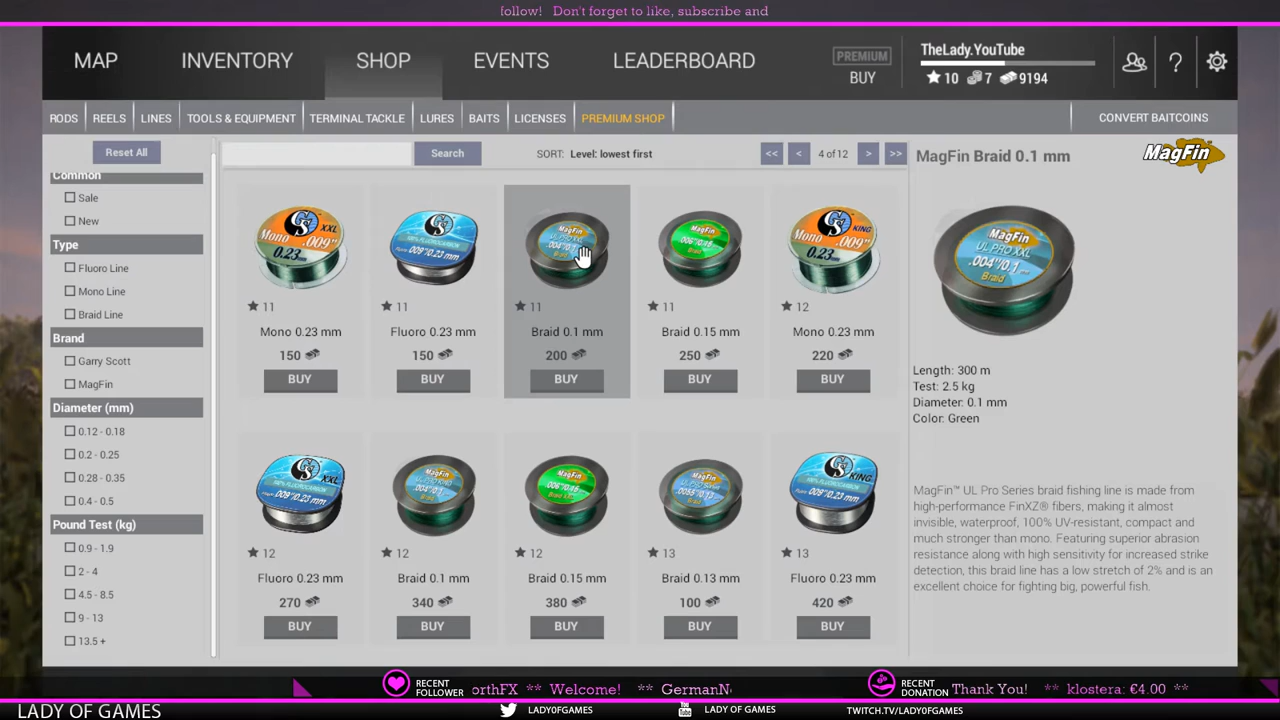 follow! Don't forget to like, subscribe and
MAP INVENTORY SHOP EVENTS LEADERBOARD PREMIUM BUY TheLady.YouTube
10 7 9194 ?
RODS REELS LINES TOOLS & EQUIPMENT TERMINAL TACKLE LURES BAITS LICENSES PREMIUM SHOP CONVERT BAITCOINS
Reset All
Search
SORT: Level: lowest first
<< < 4 of 12 > >>
Common
Sale
New
Type
Fluoro Line
Mono Line
Braid Line
Brand
Garry Scott
MagFin
Diameter (mm)
0.12 - 0.18
0.2 - 0.25
0.28 - 0.35
0.4 - 0.5
Pound Test (kg)
0.9 - 1.9
2 - 4
4.5 - 8.5
9 - 13
13.5 +
11 11 11 11 12
Mono 0.23 mm Fluoro 0.23 mm Braid 0.1 mm Braid 0.15 mm Mono 0.23 mm
150 150 200 250 220
BUY BUY BUY BUY BUY
12 12 12 13 13
Fluoro 0.23 mm Braid 0.1 mm Braid 0.15 mm Braid 0.13 mm Fluoro 0.23 mm
270 340 380 100 420
BUY BUY BUY BUY BUY
MagFin Braid 0.1 mm
MagFin
MagFin
UL PRO XXL
.004"/0.1mm
Braid
Length: 300 m
Test: 2.5 kg
Diameter: 0.1 mm
Color: Green
MagFin™ UL Pro Series braid fishing line is made from
high-performance FinXZ® fibers, making it almost
invisible, waterproof, 100% UV-resistant, compact and
much stronger than mono. Featuring superior abrasion
resistance along with high sensitivity for increased strike
detection, this braid line has a low stretch of 2% and is an
excellent choice for fighting big, powerful fish.
RECENT
FOLLOWER
orthFX ** Welcome! ** GermanN
RECENT
DONATION
Thank You! ** klostera: €4.00 **
LADY OF GAMES
LADY0FGAMES
LADY OF GAMES
TWITCH.TV/LADY0FGAMES